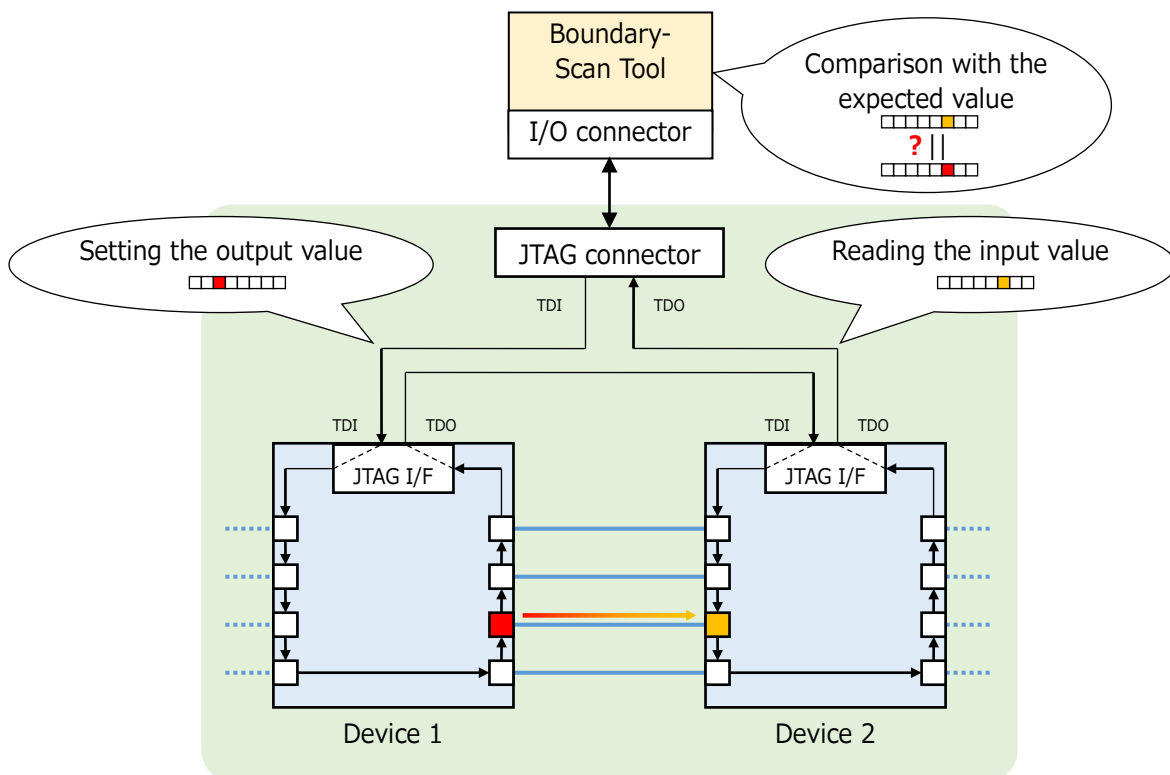 Boundary-
Scan Tool
I/O connector
Comparison with the
expected value
? ||
Setting the output value
JTAG connector
Reading the input value
TDI
TDO
TDI
TDO
TDI
TDO
JTAG I/F
JTAG I/F
Device 1
Device 2